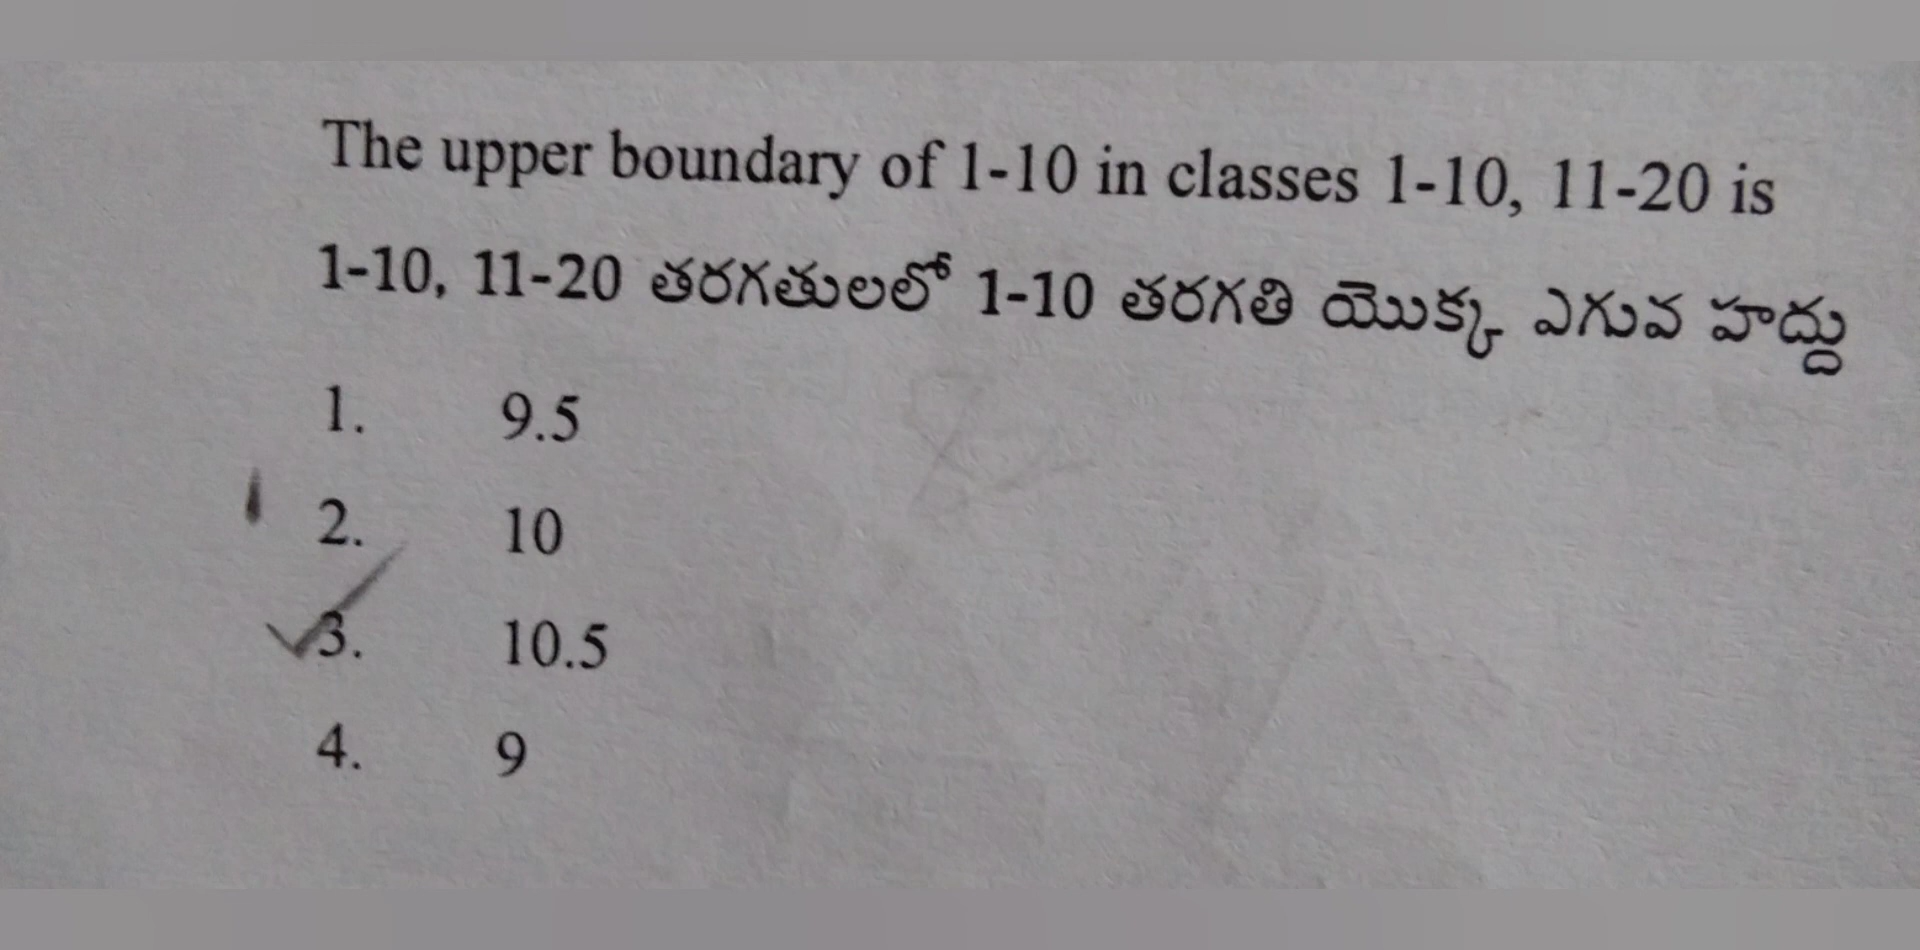 The upper boundary of 1-10 in classes 1-10, 11-20 is
1-10, 11-20 తరగతులలో 1-10 తరగతి యొక్క ఎగువ హద్దు
1. 9.5
2. 10
3. 10.5
4. 9